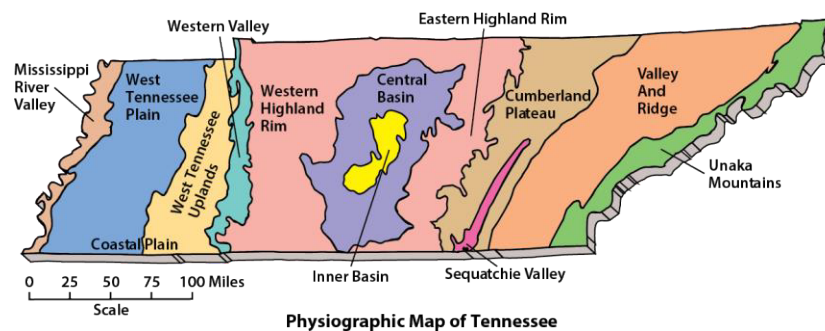 Western Valley
Eastern Highland Rim
Mississippi
River
Valley
West
Tennessee
Plain
West Tennessee
Uplands
Western
Highland
Rim
Central
Basin
Cumberland
Plateau
Valley
And
Ridge
Unaka
Mountains
Coastal Plain
Inner Basin
Sequatchie Valley
0 25 50 75 100 Miles
Scale
Physiographic Map of Tennessee